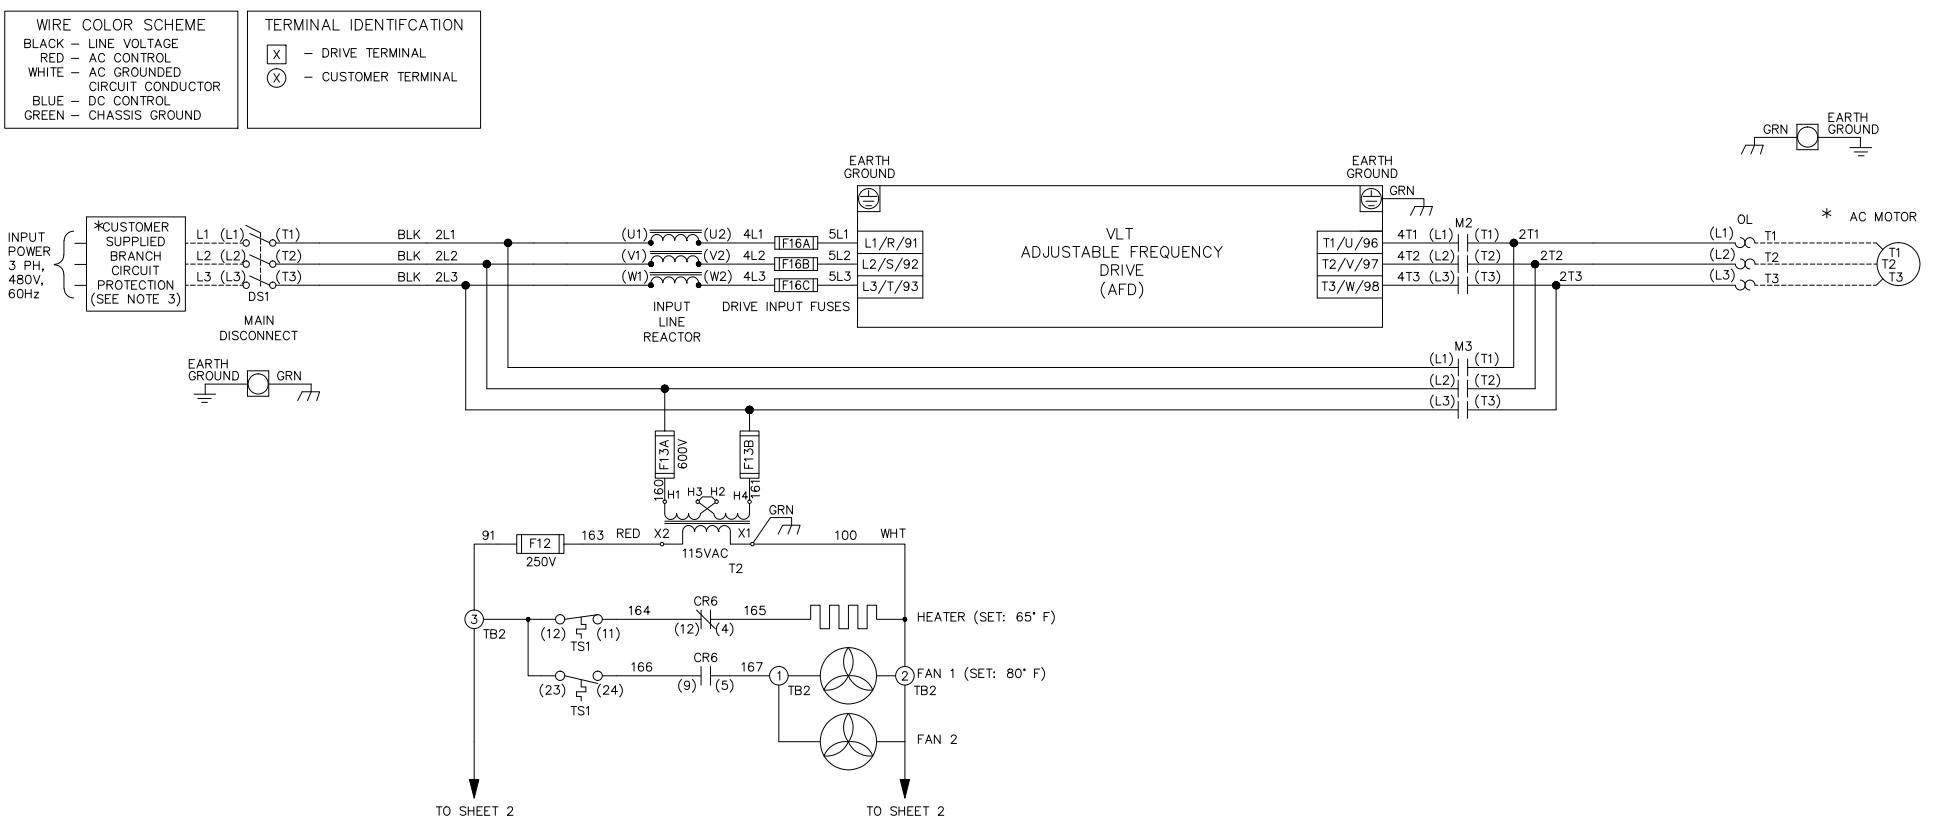 WIRE COLOR SCHEME
BLACK – LINE VOLTAGE
RED – AC CONTROL
WHITE – AC GROUNDED
CIRCUIT CONDUCTOR
BLUE – DC CONTROL
GREEN – CHASSIS GROUND
TERMINAL IDENTIFCATION
X – DRIVE TERMINAL
X – CUSTOMER TERMINAL
GRN
EARTH
GROUND
EARTH
GROUND
EARTH
GROUND
GRN
INPUT
POWER
3 PH,
480V,
60Hz
*CUSTOMER
SUPPLIED
BRANCH
CIRCUIT
PROTECTION
(SEE NOTE 3)
L1 (L1) (T1) BLK 2L1 (U1) (U2) 4L1 F16A 5L1 L1/R/91
L2 (L2) (T2) BLK 2L2 (V1) (V2) 4L2 F16B 5L2 L2/S/92
L3 (L3) (T3) BLK 2L3 (W1) (W2) 4L3 F16C 5L3 L3/T/93
DS1
MAIN
DISCONNECT
INPUT
LINE
REACTOR
DRIVE INPUT FUSES
VLT
ADJUSTABLE FREQUENCY
DRIVE
(AFD)
M2
T1/U/96 4T1 (L1) (T1) 2T1
T2/V/97 4T2 (L2) (T2) 2T2
T3/W/98 4T3 (L3) (T3) 2T3
OL
* AC MOTOR
(L1) T1 T1
(L2) T2 T2
(L3) T3 T3
EARTH
GROUND GRN
M3
(L1) (T1)
(L2) (T2)
(L3) (T3)
F13A
600V
F13B
160
161
H1 H3 H2 H4
GRN
91 F12 163 RED X2 X1 100 WHT
250V
115VAC
T2
3
TB2
CR6
164 165
(12) (11) (12) (4)
TS1
HEATER (SET: 65° F)
CR6
166 167
(23) (24) (9) (5)
TS1
1
TB2
2
TB2
FAN 1 (SET: 80° F)
FAN 2
TO SHEET 2
TO SHEET 2